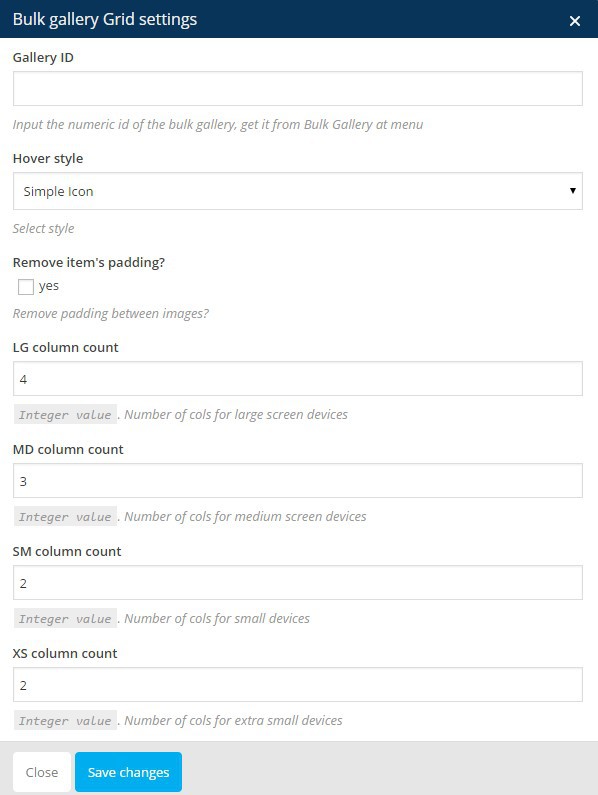 Bulk gallery Grid settings
Gallery ID
Input the numeric id of the bulk gallery, get it from Bulk Gallery at menu
Hover style
Simple Icon
Select style
Remove item's padding?
yes
Remove padding between images?
LG column count
4
Integer value . Number of cols for large screen devices
MD column count
3
Integer value . Number of cols for medium screen devices
SM column count
2
Integer value . Number of cols for small devices
XS column count
2
Integer value . Number of cols for extra small devices
Close Save changes